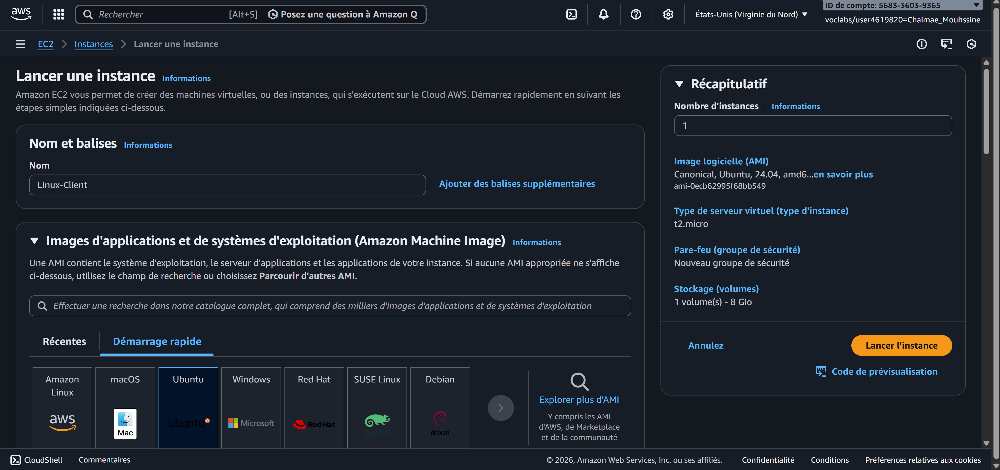 aws
Rechercher [Alt+S] Posez une question à Amazon Q
États-Unis (Virginie du Nord)
ID de compte: 5683-3603-9365
voclabs/user4619820=Chaimae_Mouhssine
EC2 Instances Lancer une instance
Lancer une instance Informations
Amazon EC2 vous permet de créer des machines virtuelles, ou des instances, qui s'exécutent sur le Cloud AWS. Démarrez rapidement en suivant les
étapes simples indiquées ci-dessous.
Nom et balises Informations
Nom
Linux-Client
Ajouter des balises supplémentaires
Images d'applications et de systèmes d'exploitation (Amazon Machine Image) Informations
Une AMI contient le système d'exploitation, le serveur d'applications et les applications de votre instance. Si aucune AMI appropriée ne s'affiche
ci-dessous, utilisez le champ de recherche ou choisissez Parcourir d'autres AMI.
Effectuer une recherche dans notre catalogue complet, qui comprend des milliers d'images d'applications et de systèmes d'exploitation
Récentes
Démarrage rapide
Amazon
Linux
aws
macOS
Mac
Ubuntu
ubuntu
Windows
Microsoft
Red Hat
Red Hat
SUSE Linux
SUSE
Debian
debian
Explorer plus d'AMI
Y compris les AMI
d'AWS, de Marketplace
et de la communauté
Récapitulatif
Nombre d'instances Informations
1
Image logicielle (AMI)
Canonical, Ubuntu, 24.04, amd6...en savoir plus
ami-0ecb62995f68bb549
Type de serveur virtuel (type d'instance)
t2.micro
Pare-feu (groupe de sécurité)
Nouveau groupe de sécurité
Stockage (volumes)
1 volume(s) - 8 Gio
Annulez
Lancer l'instance
Code de prévisualisation
CloudShell
Commentaires
© 2026, Amazon Web Services, Inc. ou ses affiliés.
Confidentialité
Conditions
Préférences relatives aux cookies